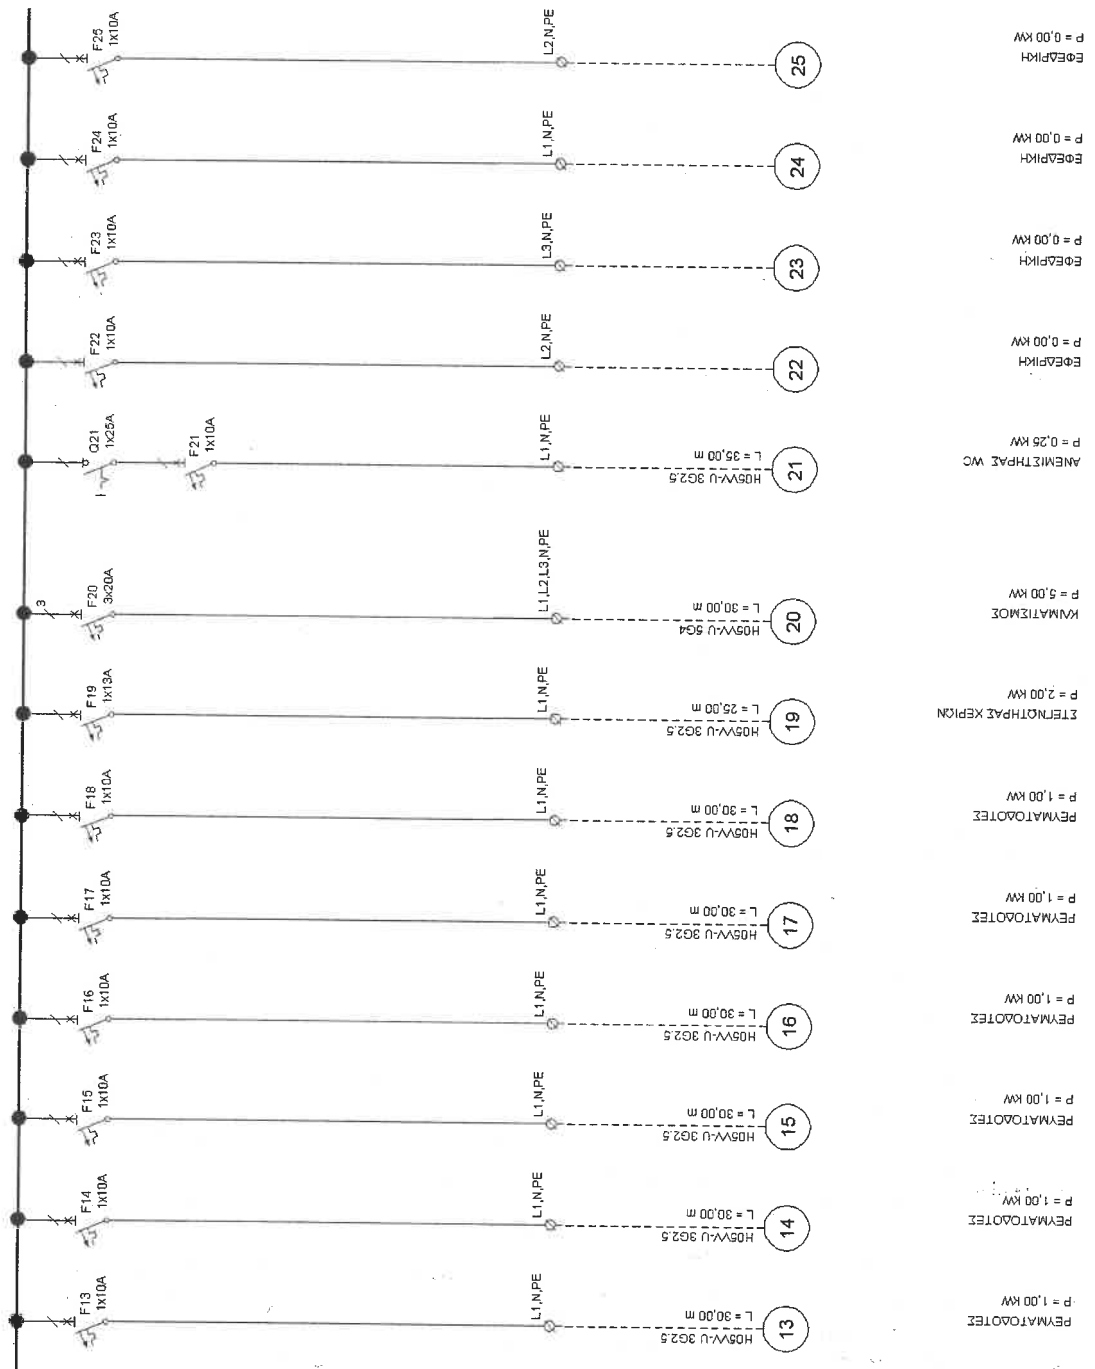 F25
1x10A
L2,N,PE
25
ΕΦΕΔΡΙΚΗ
P = 0,00 KW
F24
1x10A
L1,N,PE
24
ΕΦΕΔΡΙΚΗ
P = 0,00 KW
F23
1x10A
L3,N,PE
23
ΕΦΕΔΡΙΚΗ
P = 0,00 KW
F22
1x10A
L2,N,PE
22
ΕΦΕΔΡΙΚΗ
P = 0,00 KW
Q21
1x25A
F21
1x10A
L1,N,PE
H05VV-U 3G2.5
L = 35,00 m
21
ΑΝΕΜΙΣΤΗΡΑΣ WC
P = 0,25 KW
3
F20
3x20A
L1,L2,L3,N,PE
H05VV-U 5G4
L = 30,00 m
20
ΚΛΙΜΑΤΙΣΜΟΣ
P = 5,00 KW
F19
1x13A
L1,N,PE
H05VV-U 3G2.5
L = 25,00 m
19
ΣΤΕΓΝΩΤΗΡΑΣ ΧΕΡΙΩΝ
P = 2,00 KW
F18
1x10A
L1,N,PE
H05VV-U 3G2.5
L = 30,00 m
18
ΡΕΥΜΑΤΟΔΟΤΕΣ
P = 1,00 KW
F17
1x10A
L1,N,PE
H05VV-U 3G2.5
L = 30,00 m
17
ΡΕΥΜΑΤΟΔΟΤΕΣ
P = 1,00 KW
F16
1x10A
L1,N,PE
H05VV-U 3G2.5
L = 30,00 m
16
ΡΕΥΜΑΤΟΔΟΤΕΣ
P = 1,00 KW
F15
1x10A
L1,N,PE
H05VV-U 3G2.5
L = 30,00 m
15
ΡΕΥΜΑΤΟΔΟΤΕΣ
P = 1,00 KW
F14
1x10A
L1,N,PE
H05VV-U 3G2.5
L = 30,00 m
14
ΡΕΥΜΑΤΟΔΟΤΕΣ
P = 1,00 KW
F13
1x10A
L1,N,PE
H05VV-U 3G2.5
L = 30,00 m
13
ΡΕΥΜΑΤΟΔΟΤΕΣ
P = 1,00 KW